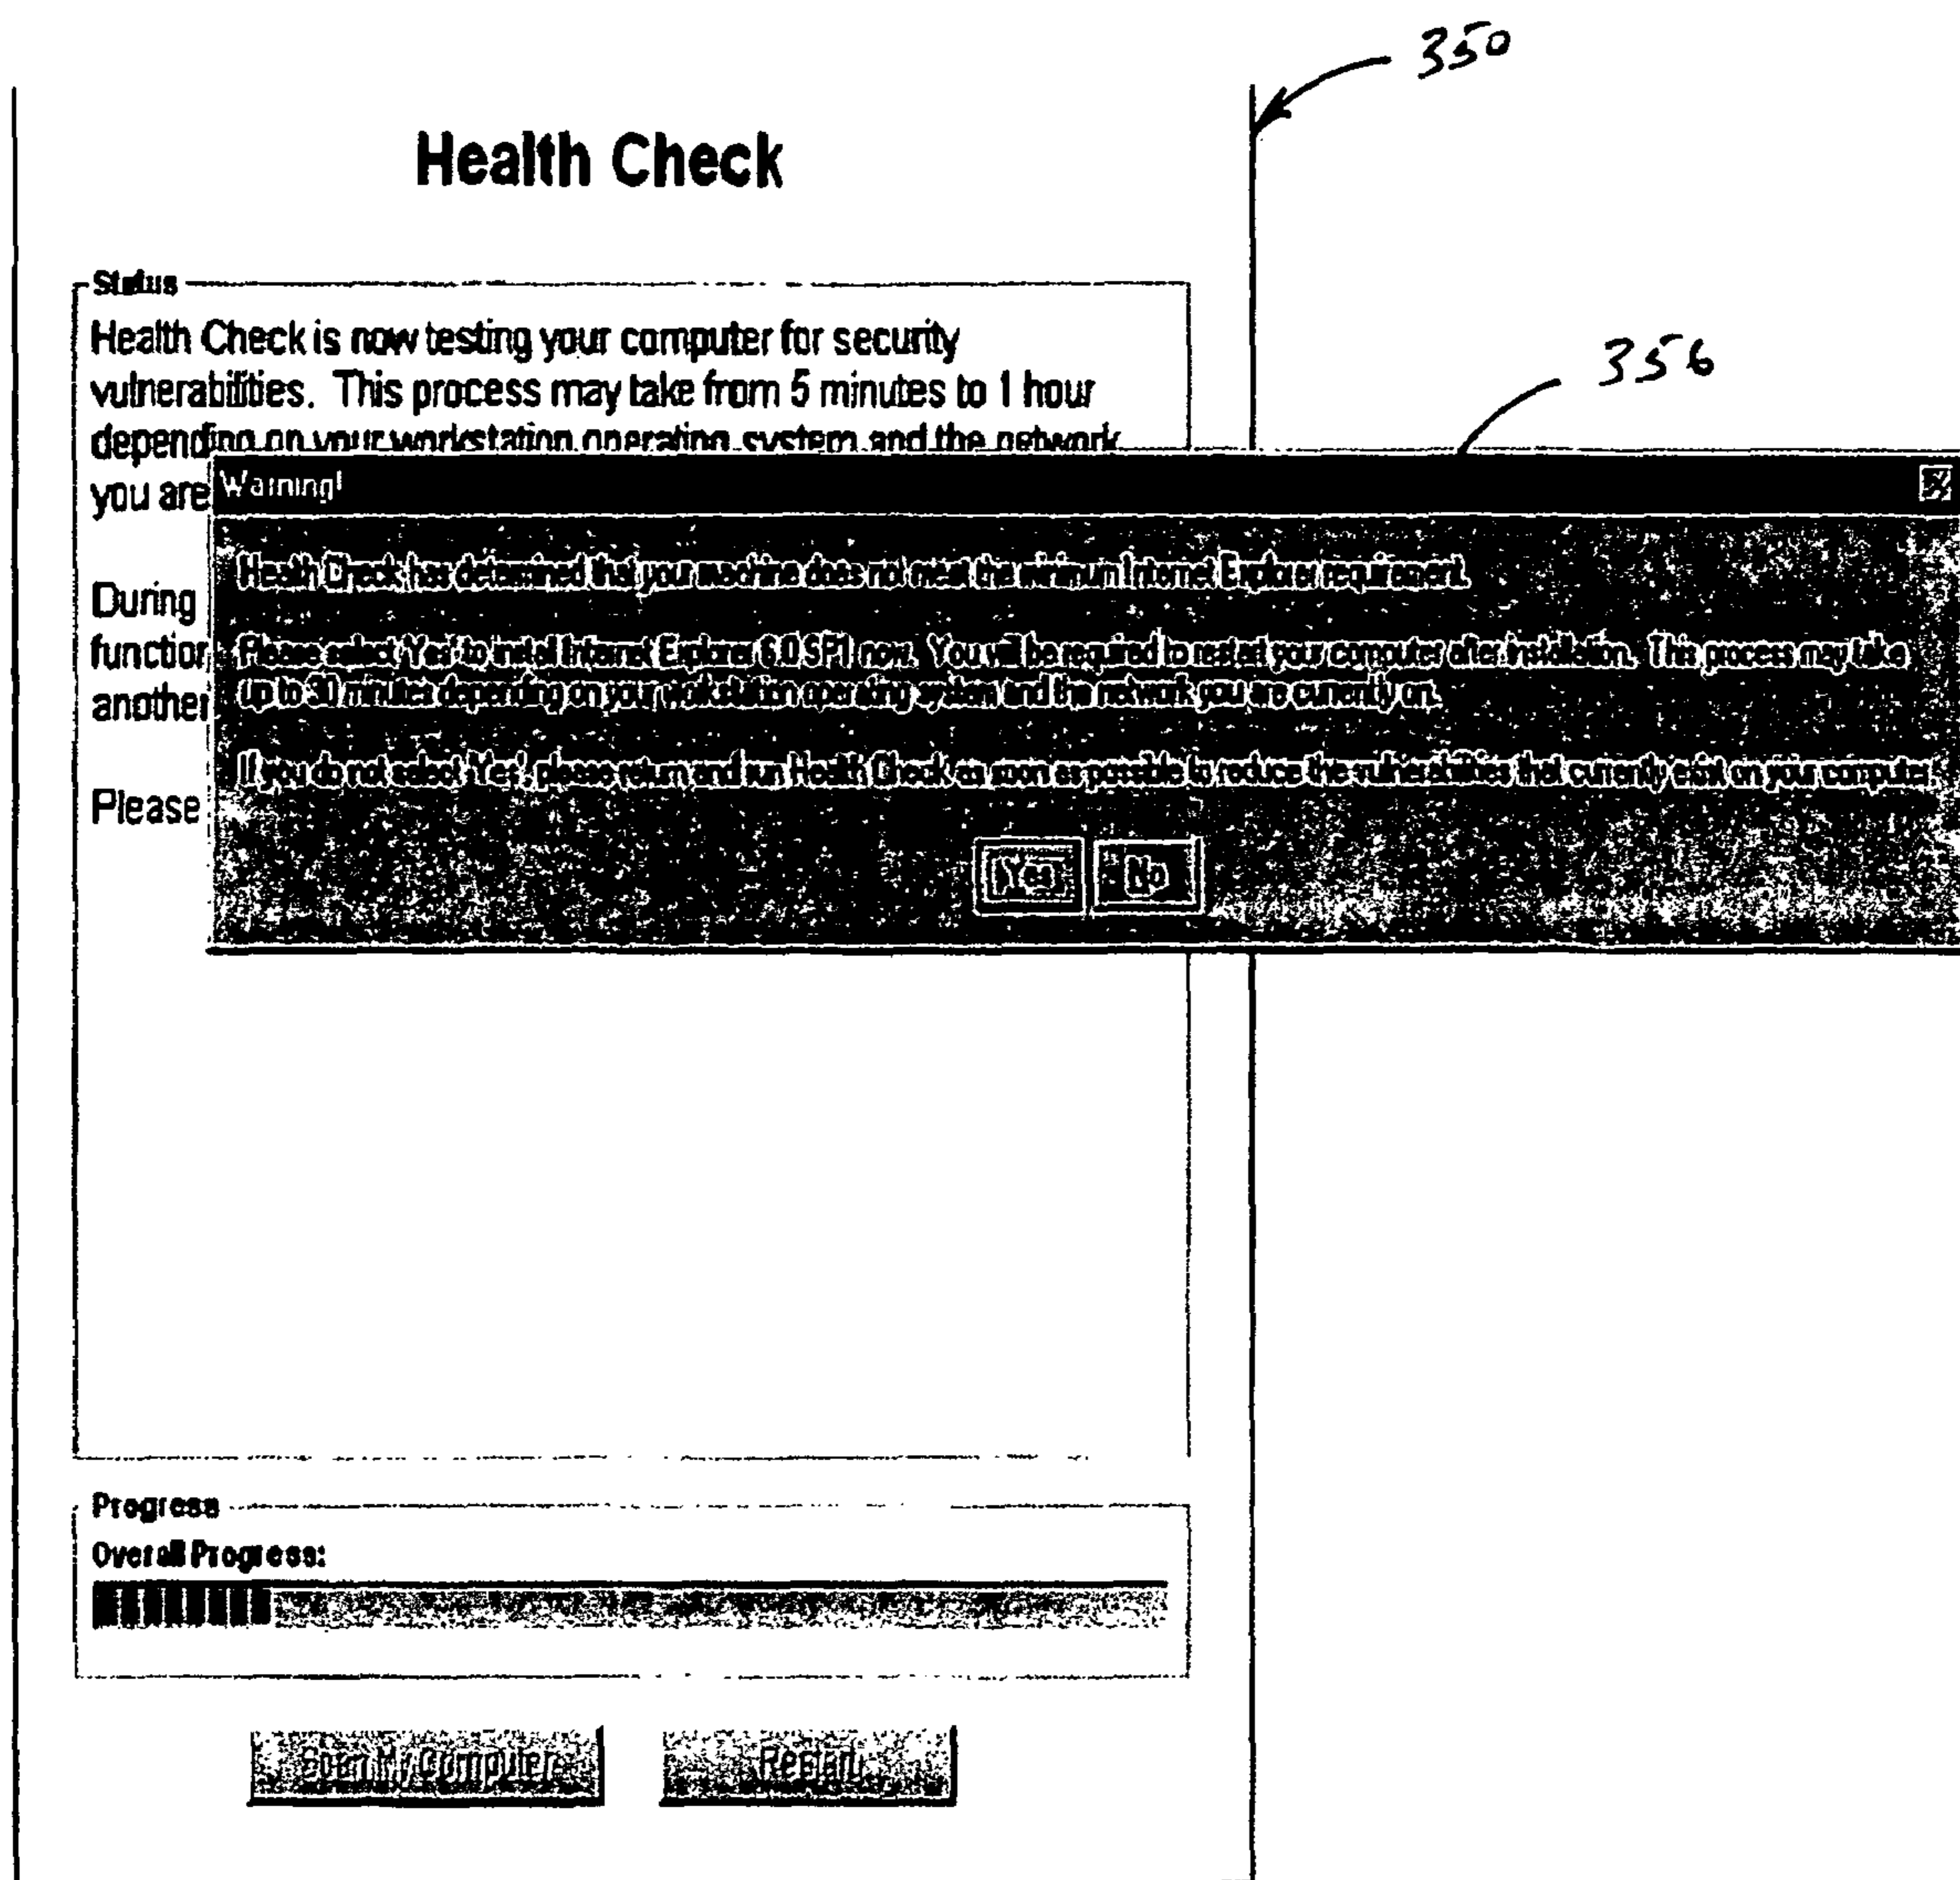 350
Health Check
Status
Health Check is now testing your computer for security
vulnerabilities. This process may take from 5 minutes to 1 hour
depending on your workstation operating system and the network
you are
356
Warning!
Health Check has determined that your machine does not meet the minimum Internet Explorer requirement.
During
function
Please select 'Yes' to install Internet Explorer 6.0 SP1 now. You will be required to restart your computer after installation. This process may take
up to 30 minutes depending on your workstation operating system and the network you are currently on.
another
If you do not select 'Yes', please return and run Health Check as soon as possible to reduce the vulnerabilities that currently exist on your computer.
Please
Yes No
Progress
Overall Progress:
Scan My Computer Restart